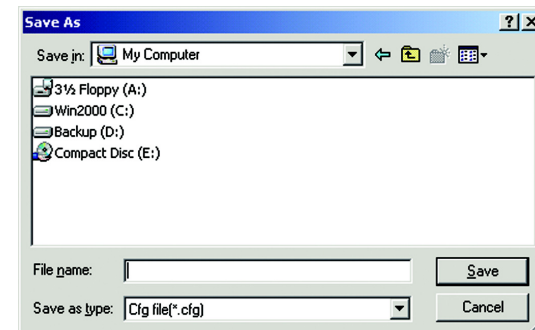 Save As
Save in: My Computer
3½ Floppy (A:)
Win2000 (C:)
Backup (D:)
Compact Disc (E:)
File name: Save
Save as type: Cfg file(*.cfg) Cancel